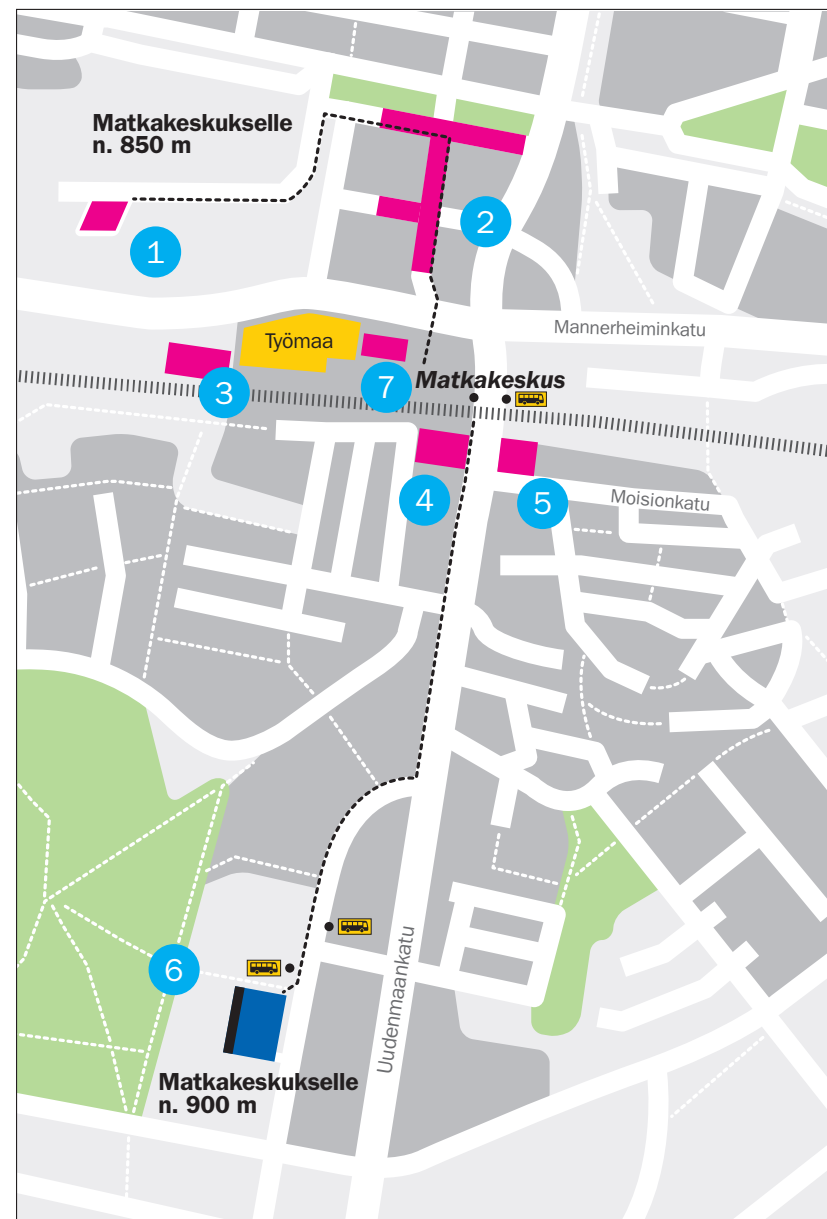 Matkakeskukselle
n. 850 m
1
2
Mannerheiminkatu
Työmaa
3
7
Matkakeskus
4
5
Moisionkatu
6
Uudenmaankatu
Matkakeskukselle
n. 900 m